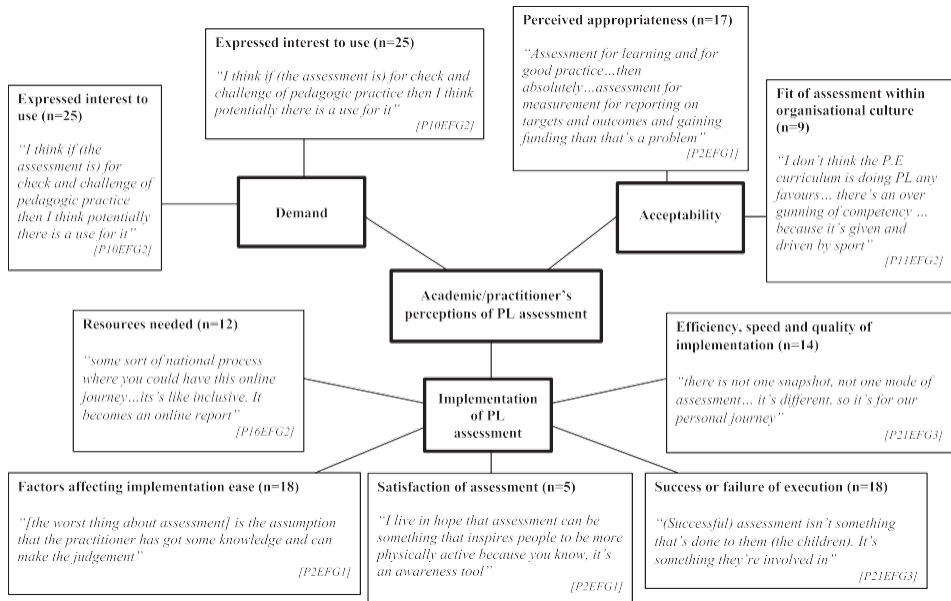 Expressed interest to use (n=25)
“I think if (the assessment is) for
check and challenge of
pedagogic practice
then I think potentially
there is a use for it”
[P10EFG2]
Expressed interest to use (n=25)
“I think if (the assessment is) for check and
challenge of pedagogic practice then I think
potentially there is a use for it”
[P10EFG2]
Perceived appropriateness (n=17)
“Assessment for learning and for
good practice…then
absolutely…assessment for
measurement for reporting on
targets and outcomes and gaining
funding than that’s a problem”
[P2EFG1]
Fit of assessment within
organisational culture
(n=9)
“I don’t think the P.E
curriculum is doing PL any
favours… there’s an over
gunning of competency …
because it’s given and
driven by sport”
[P11EFG2]
Demand
Acceptability
Academic/practitioner’s
perceptions of PL assessment
Resources needed (n=12)
“some sort of national process
where you could have this online
journey…its’s like inclusive. It
becomes an online report”
[P16EFG2]
Implementation
of PL
assessment
Efficiency, speed and quality of
implementation (n=14)
“there is not one snapshot, not one mode of
assessment… it’s different, so it’s for our
personal journey”
[P21EFG3]
Factors affecting implementation ease (n=18)
“[the worst thing about assessment] is the assumption
that the practitioner has got some knowledge and can
make the judgement”
[P2EFG1]
Satisfaction of assessment (n=5)
“I live in hope that assessment can be
something that inspires people to be more
physically active because you know, it’s
an awareness tool”
[P2EFG1]
Success or failure of execution (n=18)
“(Successful) assessment isn’t something
that’s done to them (the children). It’s
something they’re involved in”
[P21EFG3]